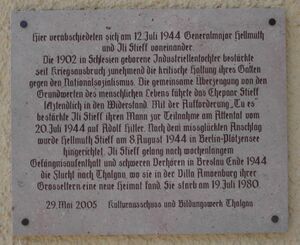 Hier verabschiedeten sich am 12. Juli 1944 Generalmajor Hellmuth
und Ili Stieff voneinander.
Die 1902 in Schlesien geborene Industriellentochter bestärkte
seit Kriegsausbruch zunehmend die kritische Haltung ihres Gatten
gegen den Nationalsozialismus. Die gemeinsame Überzeugung von den
Grundwerten des menschlichen Lebens führte das Ehepaar Stieff
letztendlich in den Widerstand. Mit der Aufforderung „Tu es"
bestärkte Ili Stieff ihren Mann zur Teilnahme am Attentat vom
20. Juli 1944 auf Adolf Hitler. Nach dem missglückten Anschlag
wurde Hellmuth Stieff am 8. August 1944 in Berlin-Plötzensee
hingerichtet. Ili Stieff gelang nach wochenlangem
Gefängnisaufenthalt und schweren Verhören in Breslau Ende 1944
die Flucht nach Thalgau, wo sie in der Villa Amoenburg ihrer
Grosseltern eine neue Heimat fand. Sie starb am 19. Juli 1980.
29. Mai 2005 Kulturausschuss und Bildungswerk Thalgau